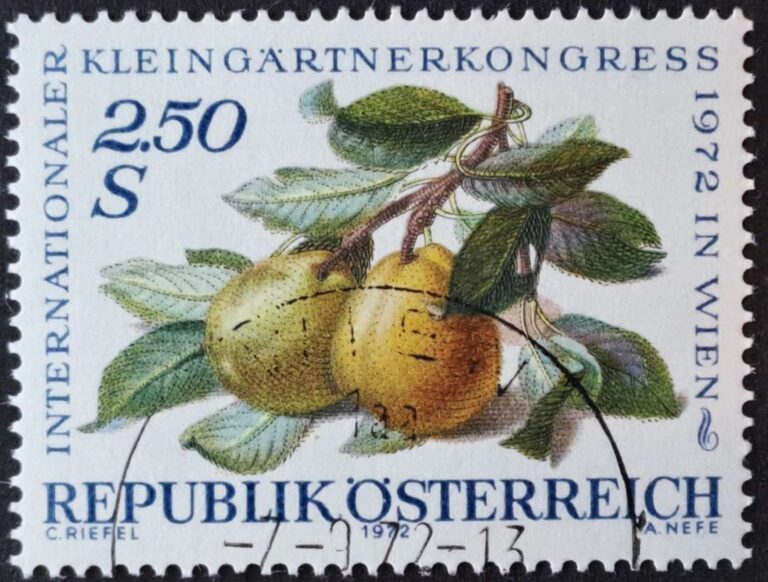 INTERNATIONALER
KLEINGÄRTNERKONGRESS
1972 IN WIEN
2.50
S
REPUBLIK ÖSTERREICH
C. RIEFEL
1972
A. NEFE